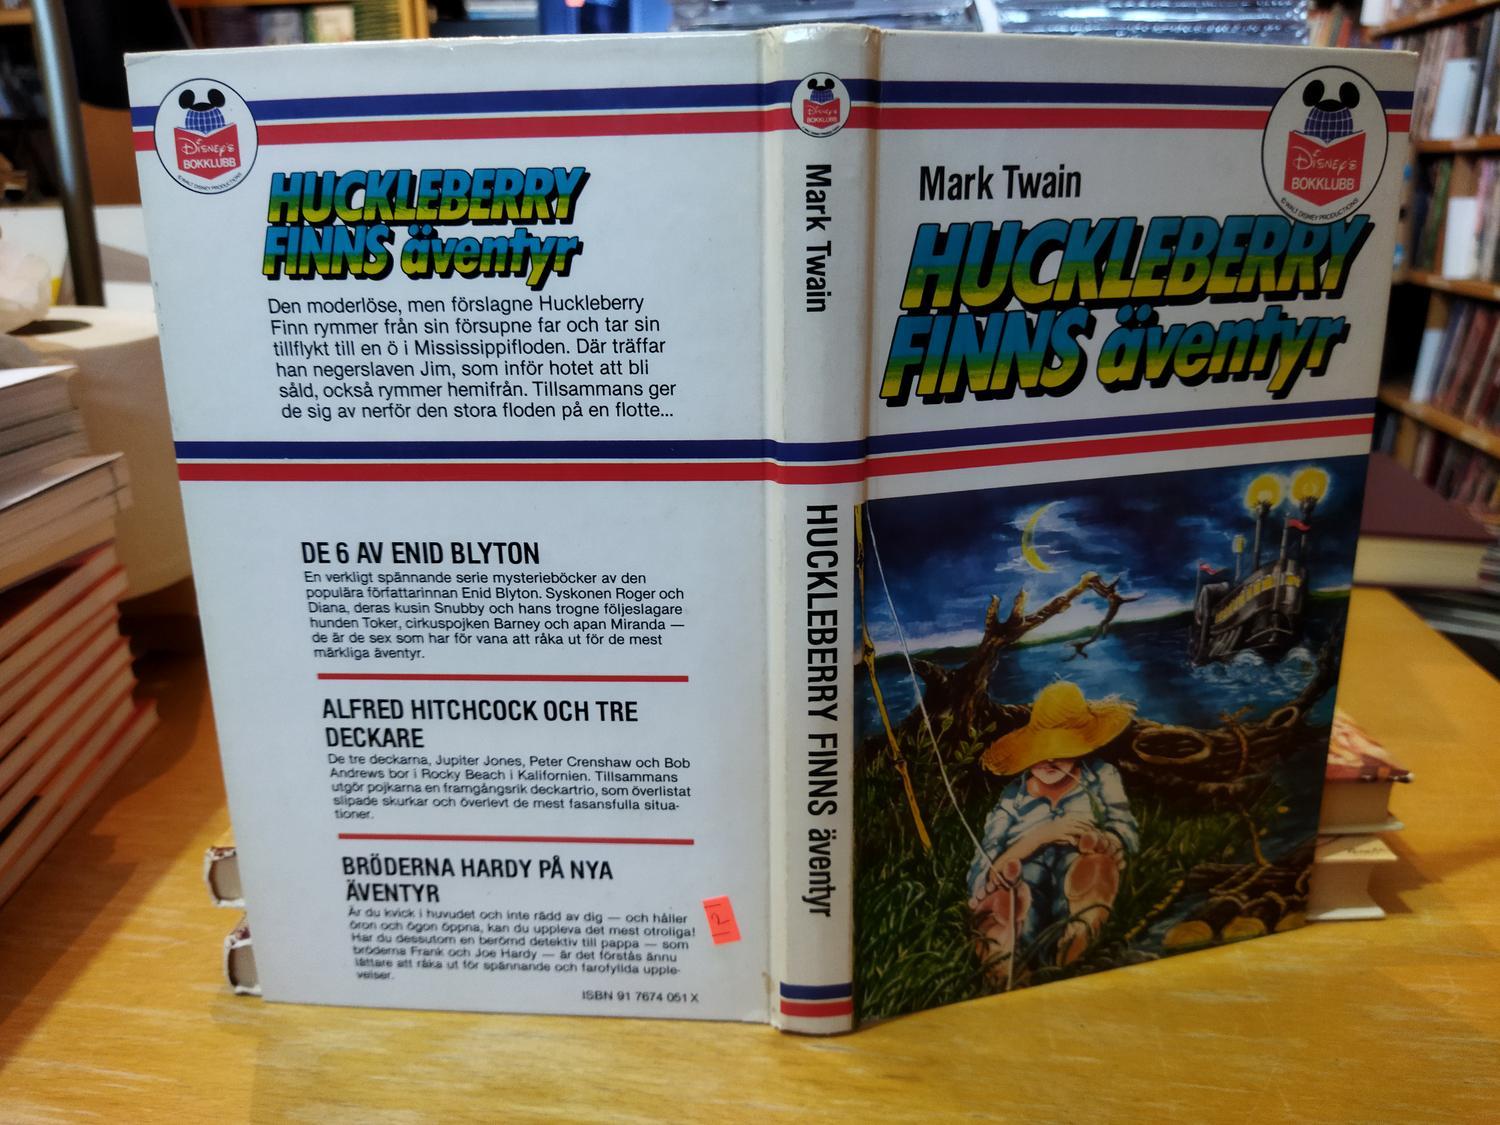 DISNEY'S
BOKKLUBB
© WALT DISNEY PRODUCTIONS
HUCKLEBERRY
FINNS äventyr
Den moderlöse, men förslagne Huckleberry
Finn rymmer från sin försupne far och tar sin
tillflykt till en ö i Mississippifloden. Där träffar
han negerslaven Jim, som inför hotet att bli
såld, också rymmer hemifrån. Tillsammans ger
de sig av nerför den stora floden på en flotte...
DE 6 AV ENID BLYTON
En verkligt spännande serie mysterieböcker av den
populära författarinnan Enid Blyton. Syskonen Roger och
Diana, deras kusin Snubby och hans trogne följeslagare
hunden Toker, cirkuspojken Barney och apan Miranda —
de är de sex som har för vana att råka ut för de mest
märkliga äventyr.
ALFRED HITCHCOCK OCH TRE
DECKARE
De tre deckarna, Jupiter Jones, Peter Crenshaw och Bob
Andrews bor i Rocky Beach i Kalifornien. Tillsammans
utgör pojkarna en framgångsrik deckartrio, som överlistat
slipade skurkar och överlevt de mest fasansfulla situa-
tioner.
BRÖDERNA HARDY PÅ NYA
ÄVENTYR
Är du kvick i huvudet och inte rädd av dig — och håller
öron och ögon öppna, kan du uppleva det mest otroliga!
Har du dessutom en berömd detektiv till pappa — som
bröderna Frank och Joe Hardy — är det förstås ännu
lättare att råka ut för spännande och farofyllda upple-
velser.
121
ISBN 91 7674 051 X
DISNEY'S
BOKKLUBB
Mark Twain
HUCKLEBERRY FINNS äventyr
DISNEY'S
BOKKLUBB
© WALT DISNEY PRODUCTIONS
Mark Twain
HUCKLEBERRY
FINNS äventyr